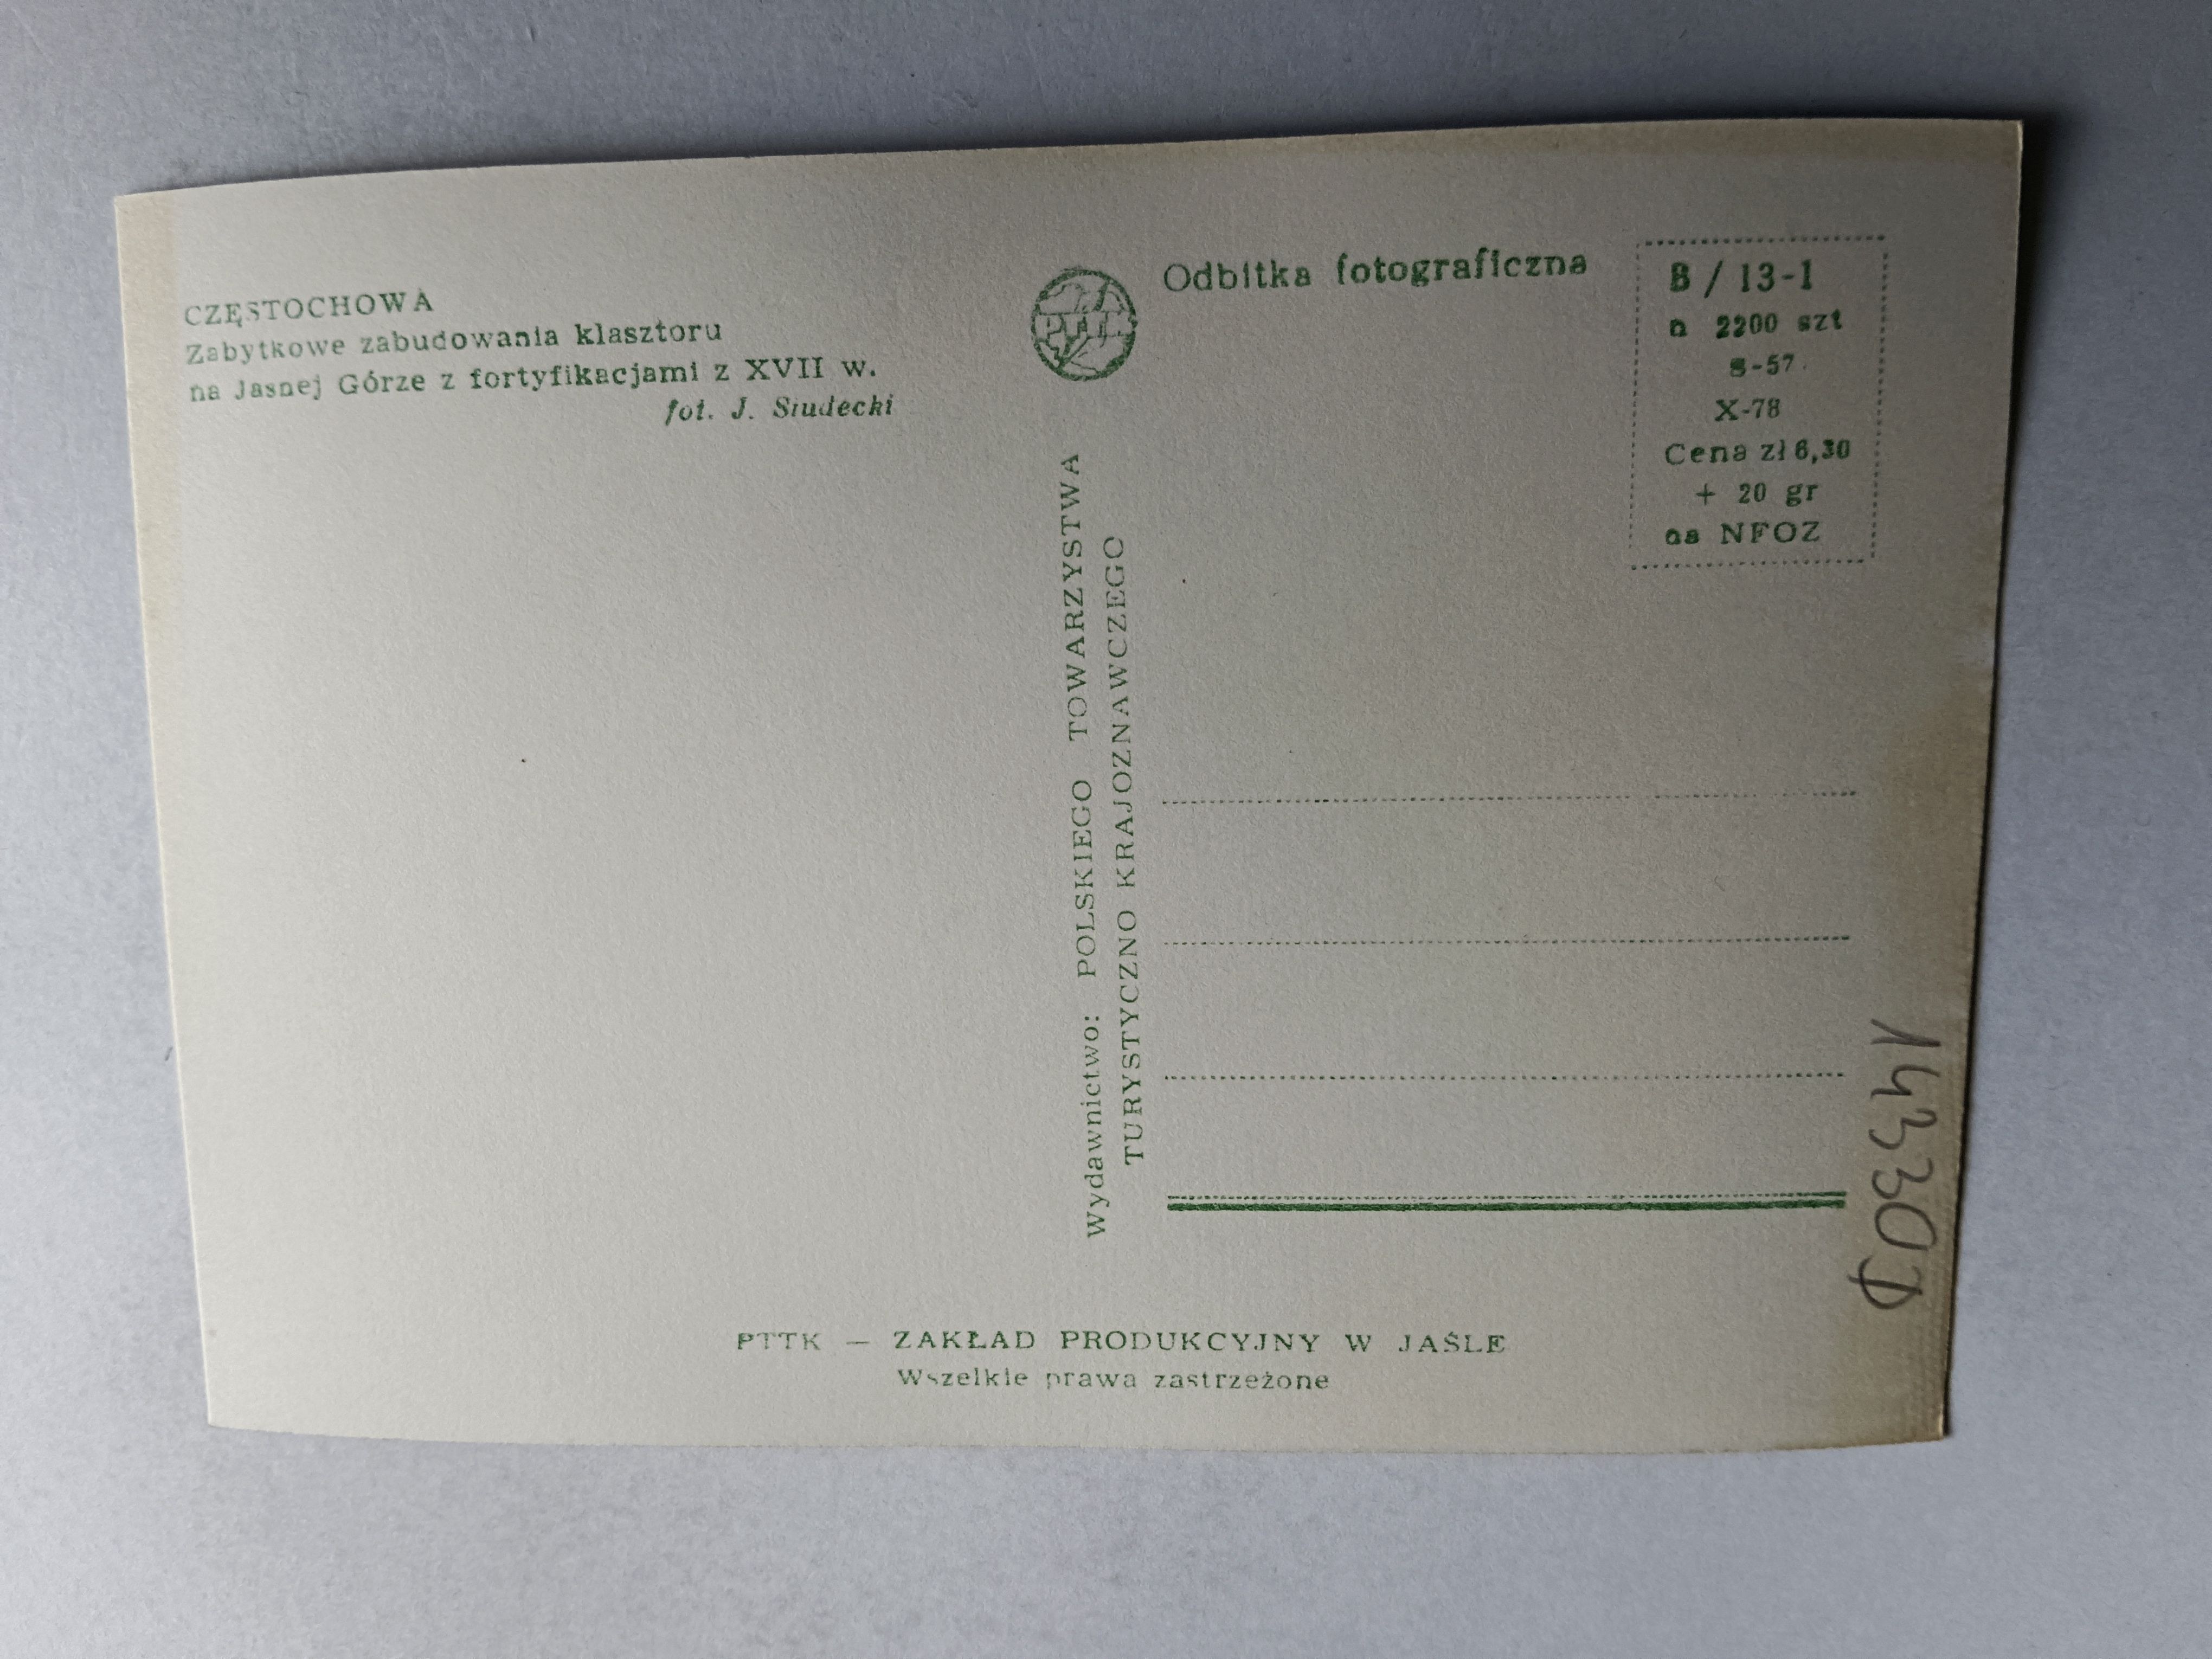 CZĘSTOCHOWA
Zabytkowe zabudowania klasztoru
na Jasnej Górze z fortyfikacjami z XVII w.
fot. J. Siudecki
PTTK
Odbitka fotograficzna
B / 13-1
n 2200 szt
s-57
X-78
Cena zł 6,30
+ 20 gr
na NFOZ
Wydawnictwo: POLSKIEGO TOWARZYSTWA
TURYSTYCZNO KRAJOZNAWCZEGO
PTTK — ZAKŁAD PRODUKCYJNY W JAŚLE
Wszelkie prawa zastrzeżone